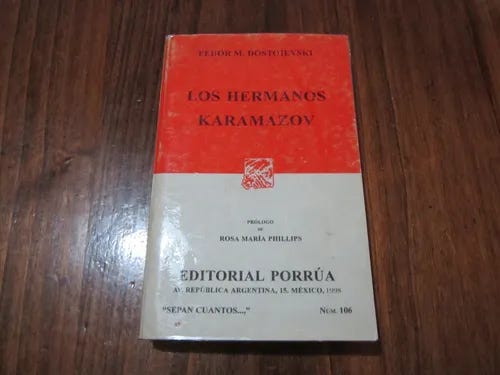 FEDOR M. DOSTOIEVSKI
LOS HERMANOS
KARAMAZOV
PRÓLOGO
DE
ROSA MARÍA PHILLIPS
EDITORIAL PORRÚA
AV. REPÚBLICA ARGENTINA, 15, MÉXICO, 1998
"SEPAN CUANTOS...,"
NÚM. 106